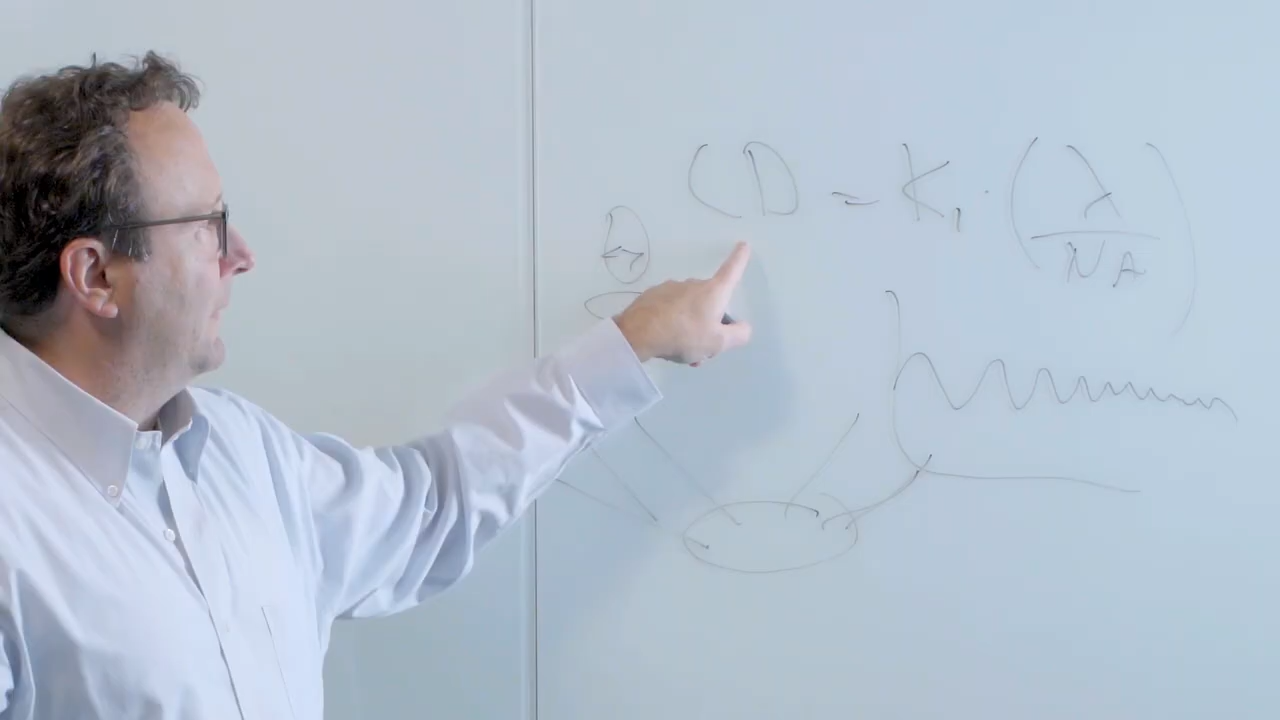 CD = K₁ · (λ / NA)